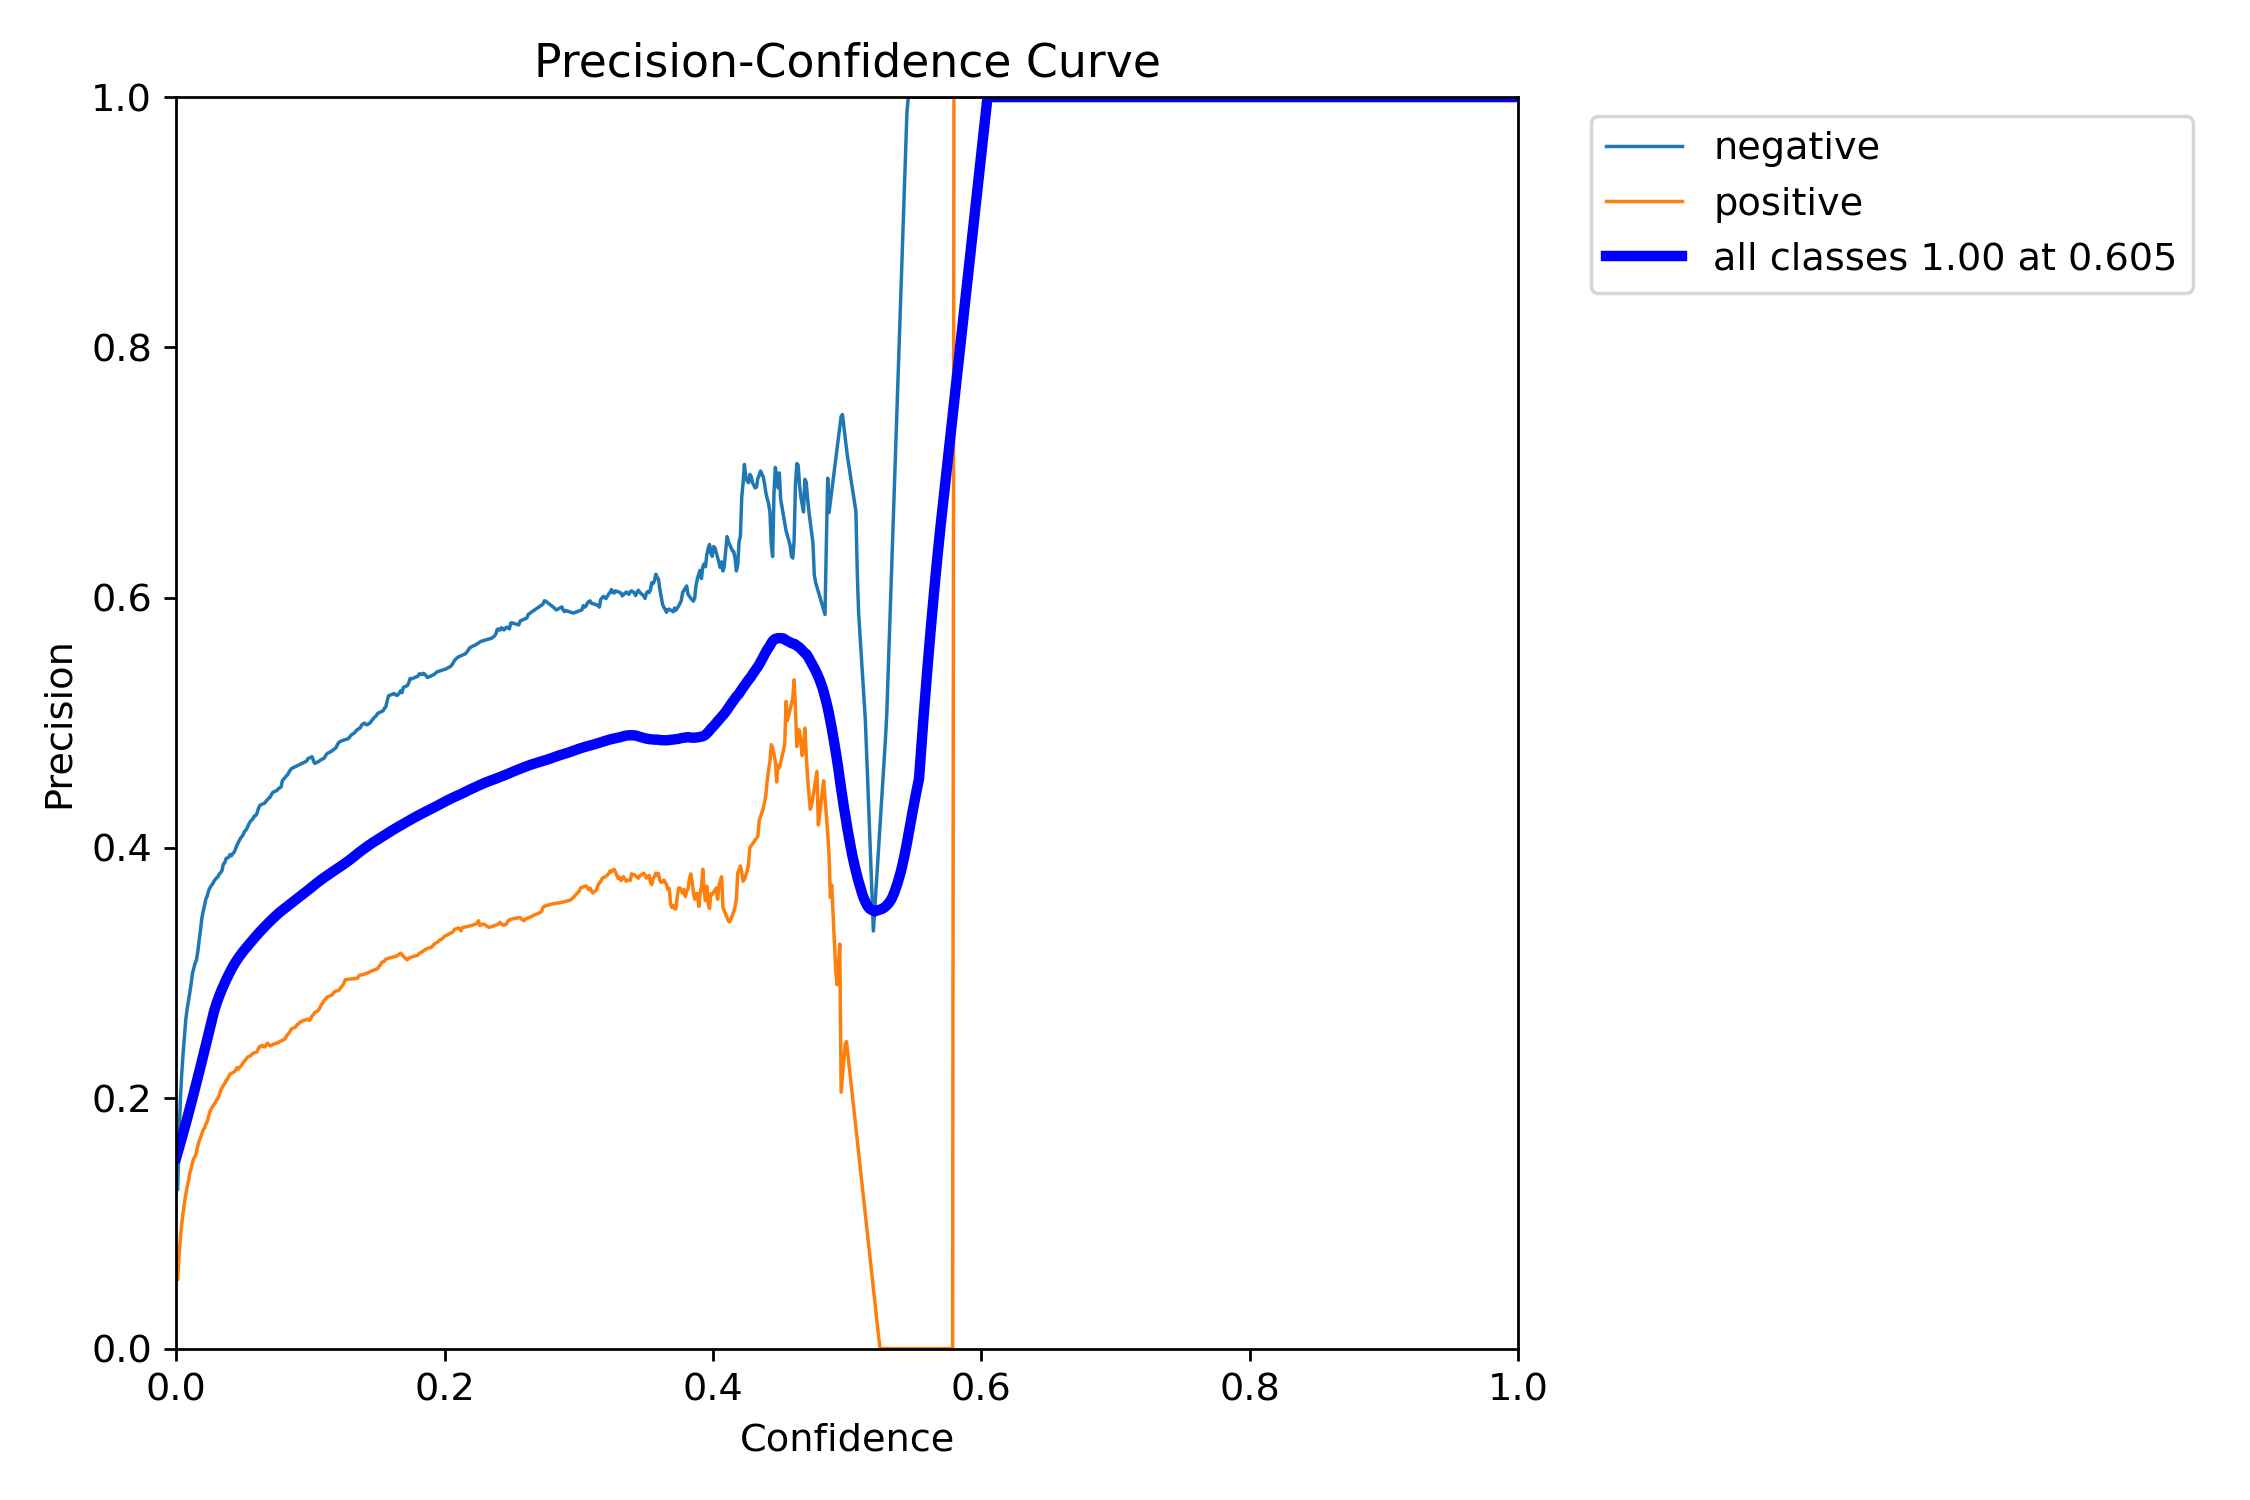 Precision-Confidence Curve
1.0
0.8
0.6
0.4
0.2
0.0
Precision
0.0 0.2 0.4 0.6 0.8 1.0
Confidence
negative
positive
all classes 1.00 at 0.605